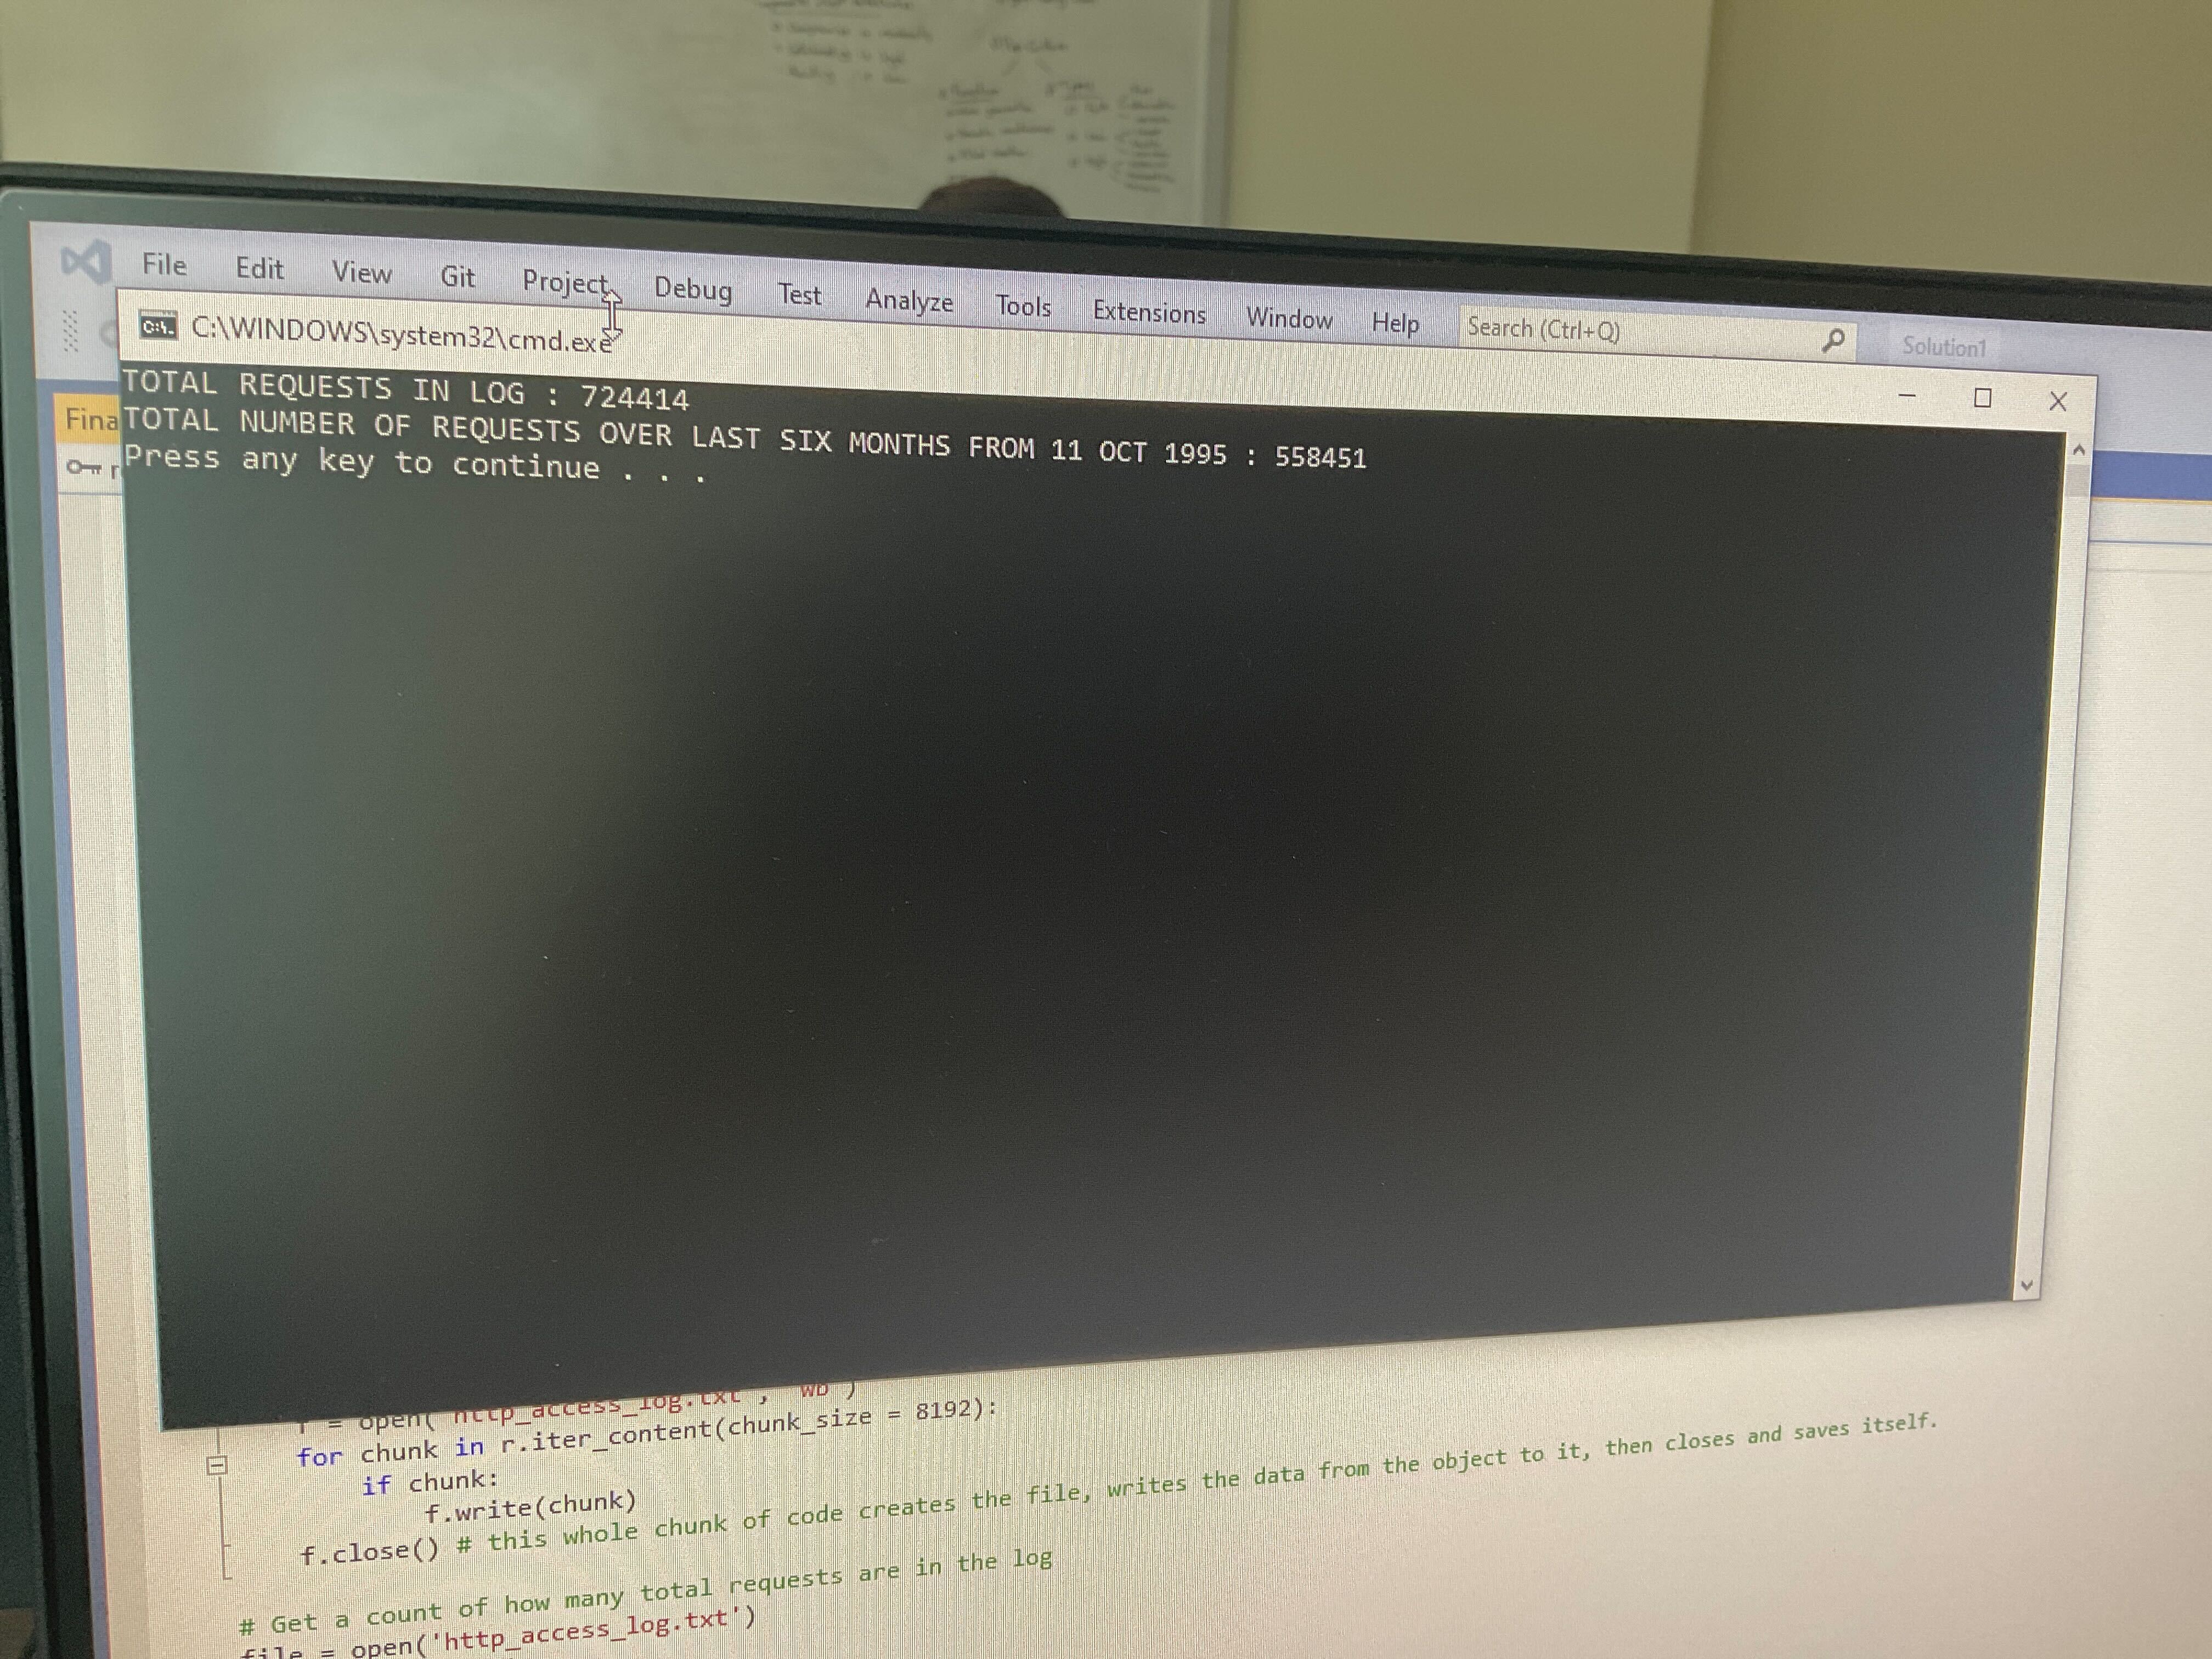 File Edit View Git Project Debug Test Analyze Tools Extensions Window Help Search (Ctrl+Q) Solution1
C:\WINDOWS\system32\cmd.exe
TOTAL REQUESTS IN LOG : 724414
Fina
TOTAL NUMBER OF REQUESTS OVER LAST SIX MONTHS FROM 11 OCT 1995 : 558451
Press any key to continue . . .
f = open('http_access_log.txt', 'wb')
for chunk in r.iter_content(chunk_size = 8192):
if chunk:
f.write(chunk)
f.close() # this whole chunk of code creates the file, writes the data from the object to it, then closes and saves itself.
# Get a count of how many total requests are in the log
file = open('http_access_log.txt')